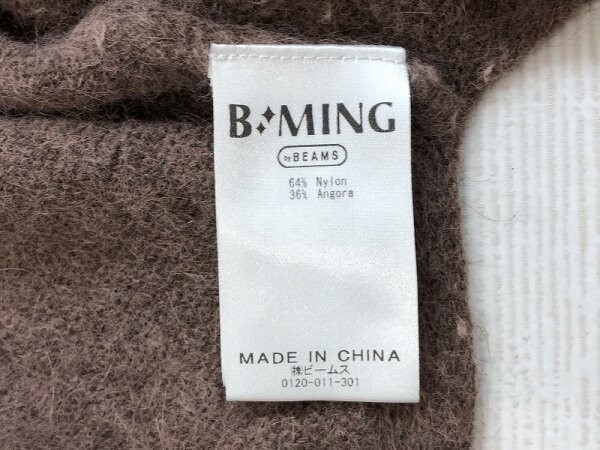 B MING
by BEAMS
64% Nylon
36% Angora
MADE IN CHINA
㈱ビームス
0120-011-301